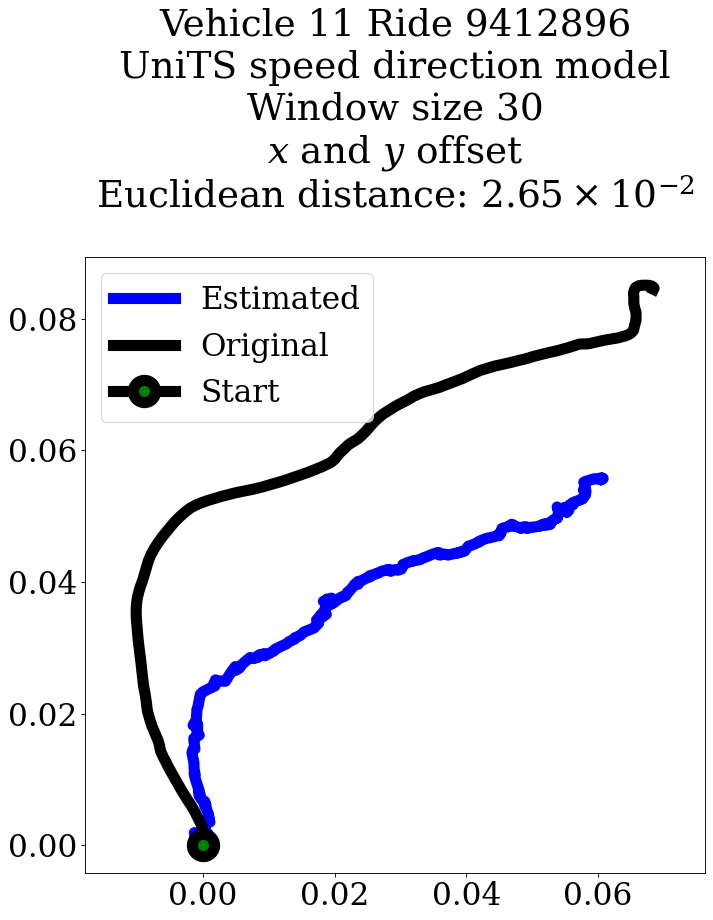 Vehicle 11 Ride 9412896
UniTS speed direction model
Window size 30
x and y offset
Euclidean distance: 2.65 × 10⁻²
Estimated
Original
Start
0.08
0.06
0.04
0.02
0.00
0.00 0.02 0.04 0.06